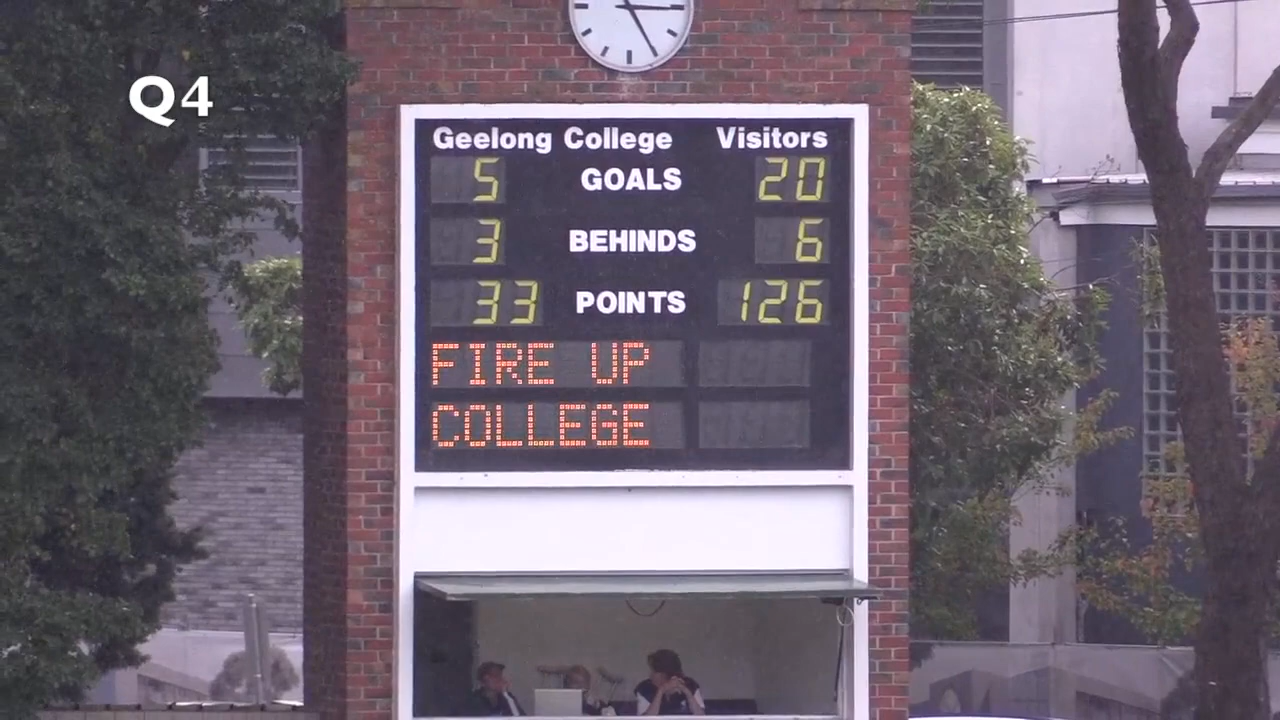 Q4
Geelong College Visitors
5 GOALS 20
3 BEHINDS 6
33 POINTS 126
FIRE UP
COLLEGE